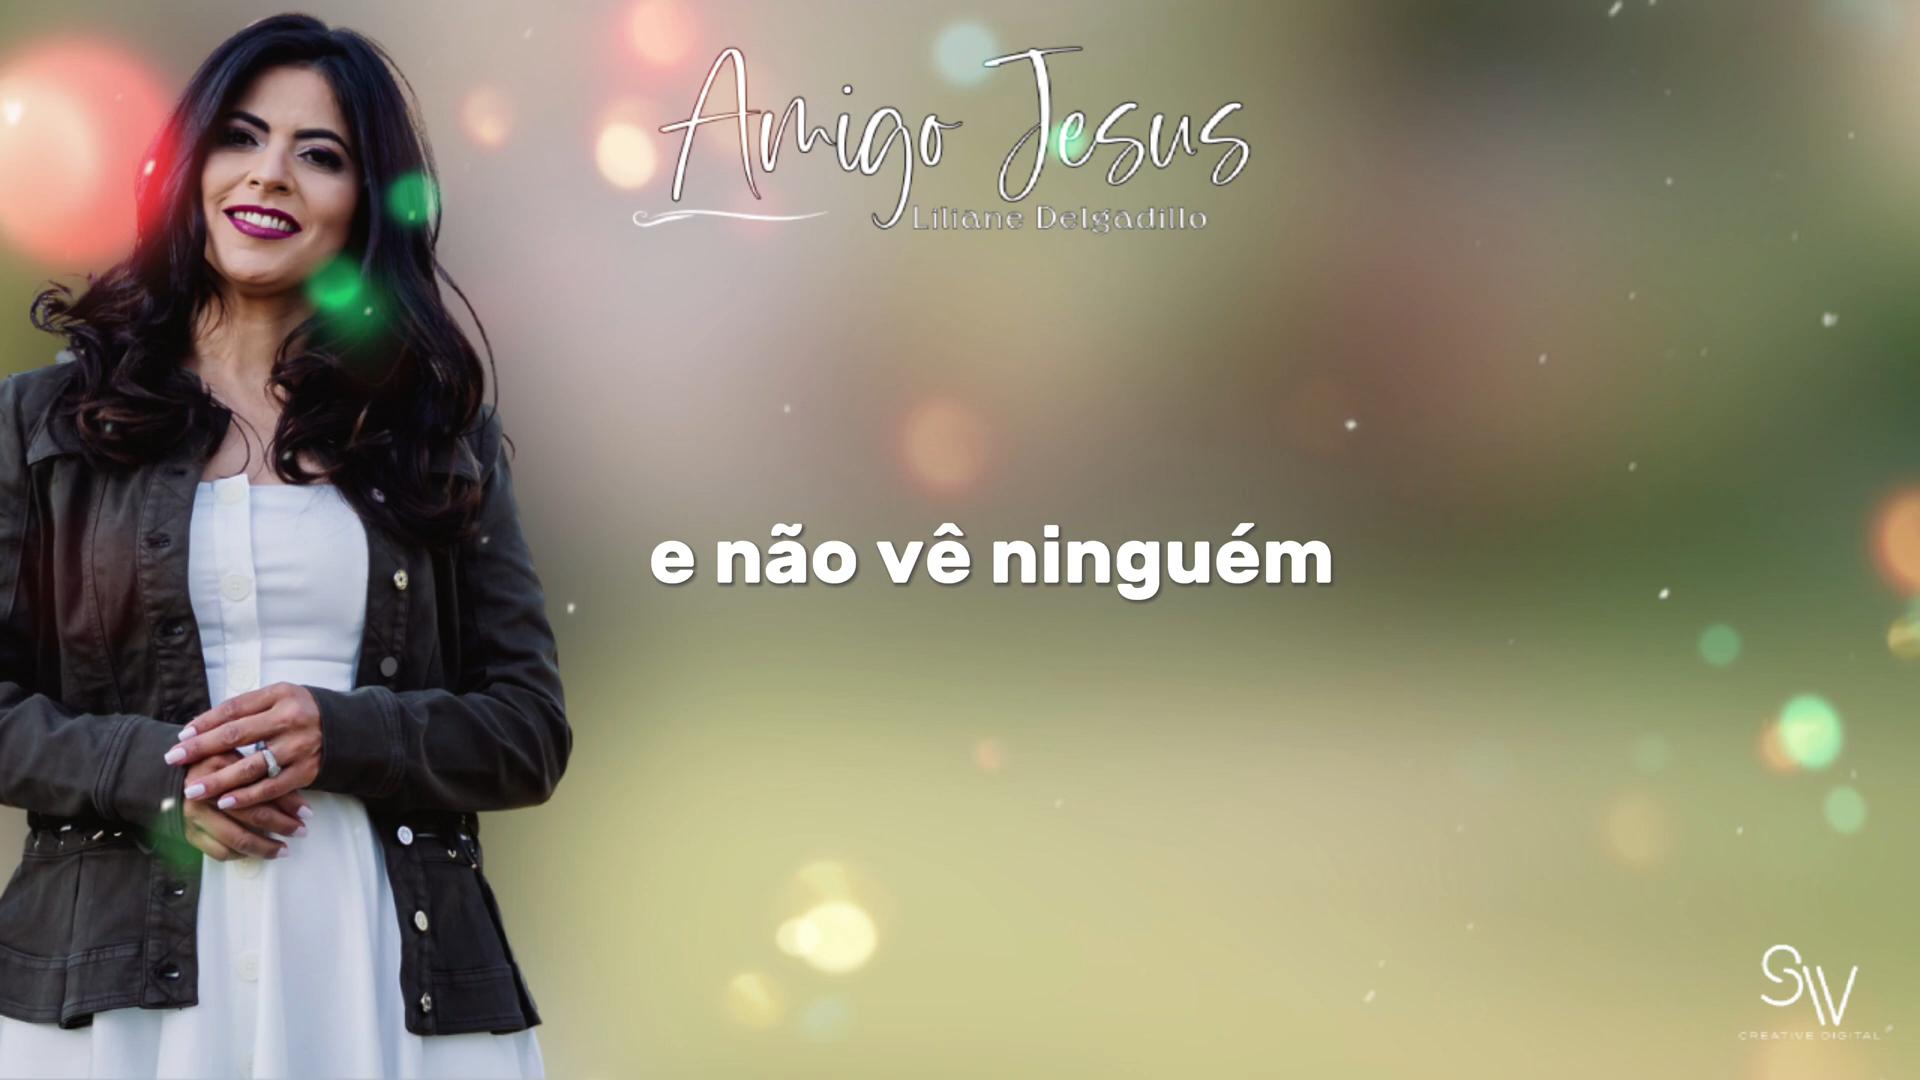 Amigo Jesus
Liliane Delgadillo
e não vê ninguém
SW
CREATIVE DIGITAL